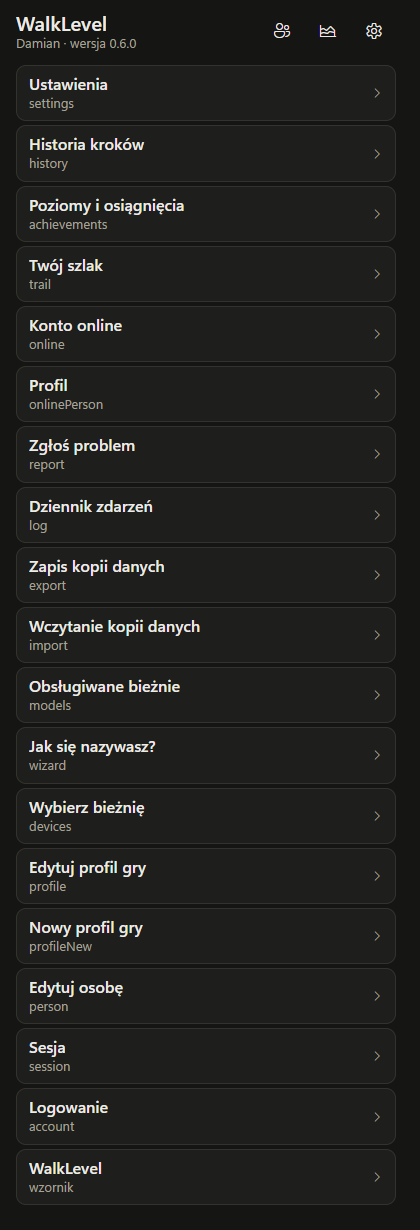 WalkLevel
Damian · wersja 0.6.0
Ustawienia
settings
Historia kroków
history
Poziomy i osiągnięcia
achievements
Twój szlak
trail
Konto online
online
Profil
onlinePerson
Zgłoś problem
report
Dziennik zdarzeń
log
Zapis kopii danych
export
Wczytanie kopii danych
import
Obsługiwane bieżnie
models
Jak się nazywasz?
wizard
Wybierz bieżnię
devices
Edytuj profil gry
profile
Nowy profil gry
profileNew
Edytuj osobę
person
Sesja
session
Logowanie
account
WalkLevel
wzornik